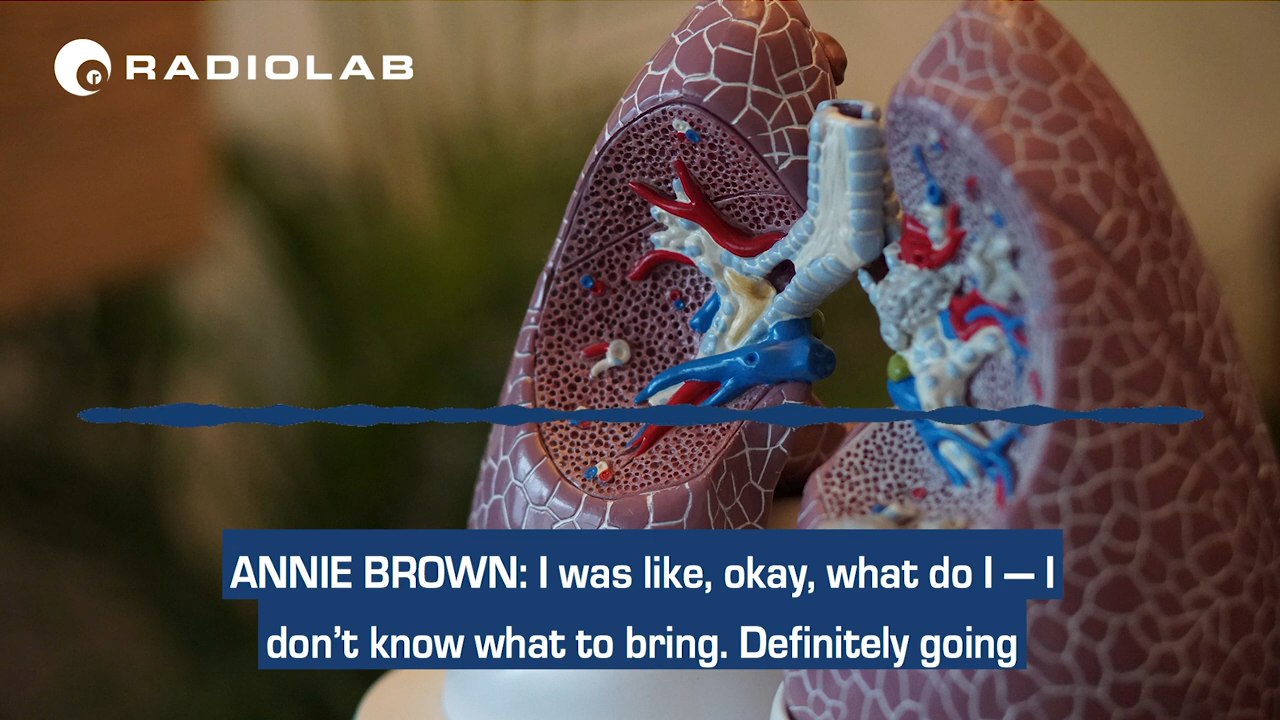 RADIOLAB
ANNIE BROWN: I was like, okay, what do I — I
don’t know what to bring. Definitely going